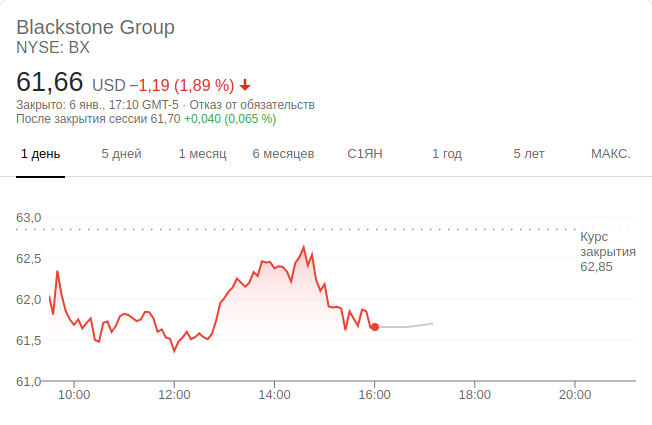 Blackstone Group
NYSE: BX
61,66 USD −1,19 (1,89 %)
Закрыто: 6 янв., 17:10 GMT-5 · Отказ от обязательств
После закрытия сессии 61,70 +0,040 (0,065 %)
1 день 5 дней 1 месяц 6 месяцев С1ЯН 1 год 5 лет МАКС.
63,0
Курс
закрытия
62,85
62,5
62,0
61,5
61,0
10:00 12:00 14:00 16:00 18:00 20:00